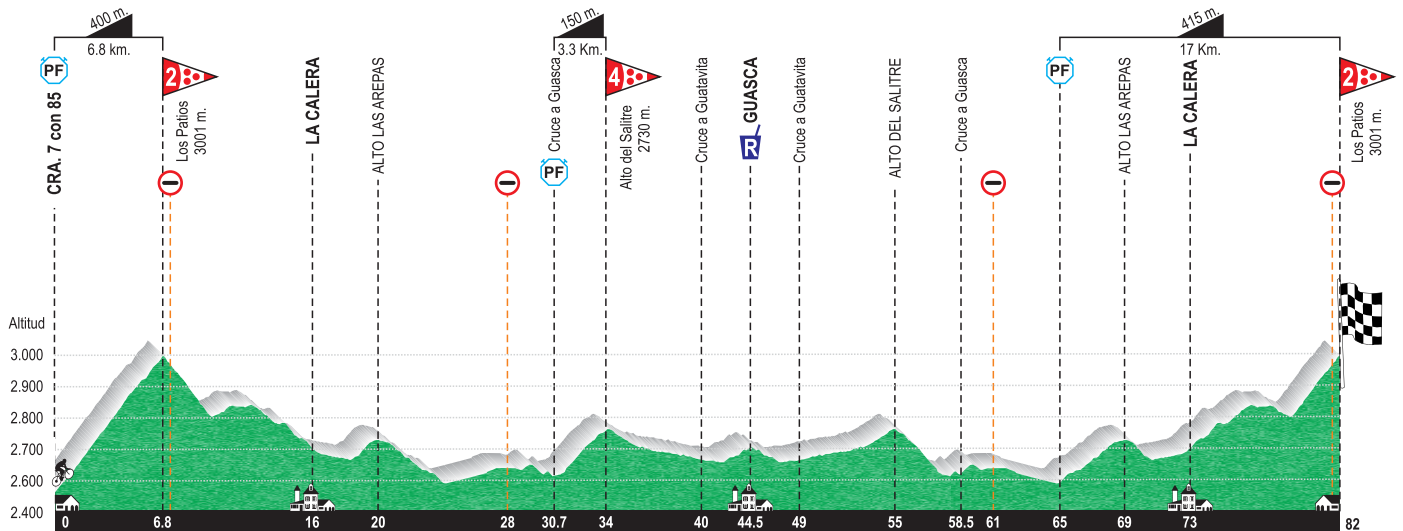 400 m.
6.8 km.
150 m.
3.3 Km.
415 m.
17 Km.
PF
CRA. 7 con 85
2
Los Patios
3001 m.
LA CALERA
ALTO LAS AREPAS
Cruce a Guasca
PF
4
Alto del Salitre
2730 m.
Cruce a Guatavita
GUASCA
R
Cruce a Guatavita
ALTO DEL SALITRE
Cruce a Guasca
PF
ALTO LAS AREPAS
LA CALERA
2
Los Patios
3001 m.
Altitud
3.000
2.900
2.800
2.700
2.600
2.400
0 6.8 16 20 28 30.7 34 40 44.5 49 55 58.5 61 65 69 73 82